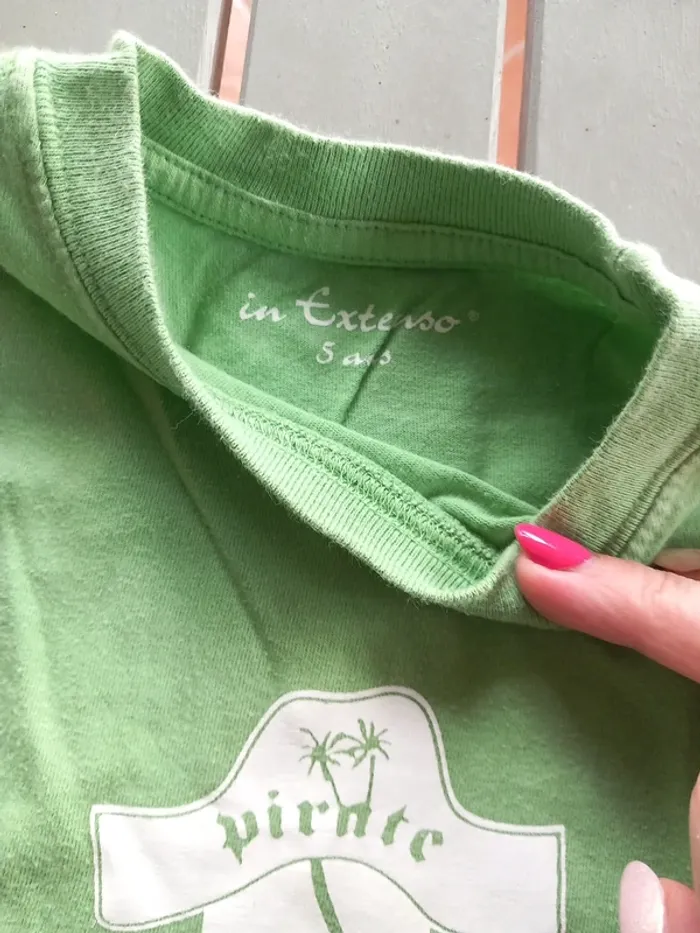 in Extenso®
5 ans
pirate